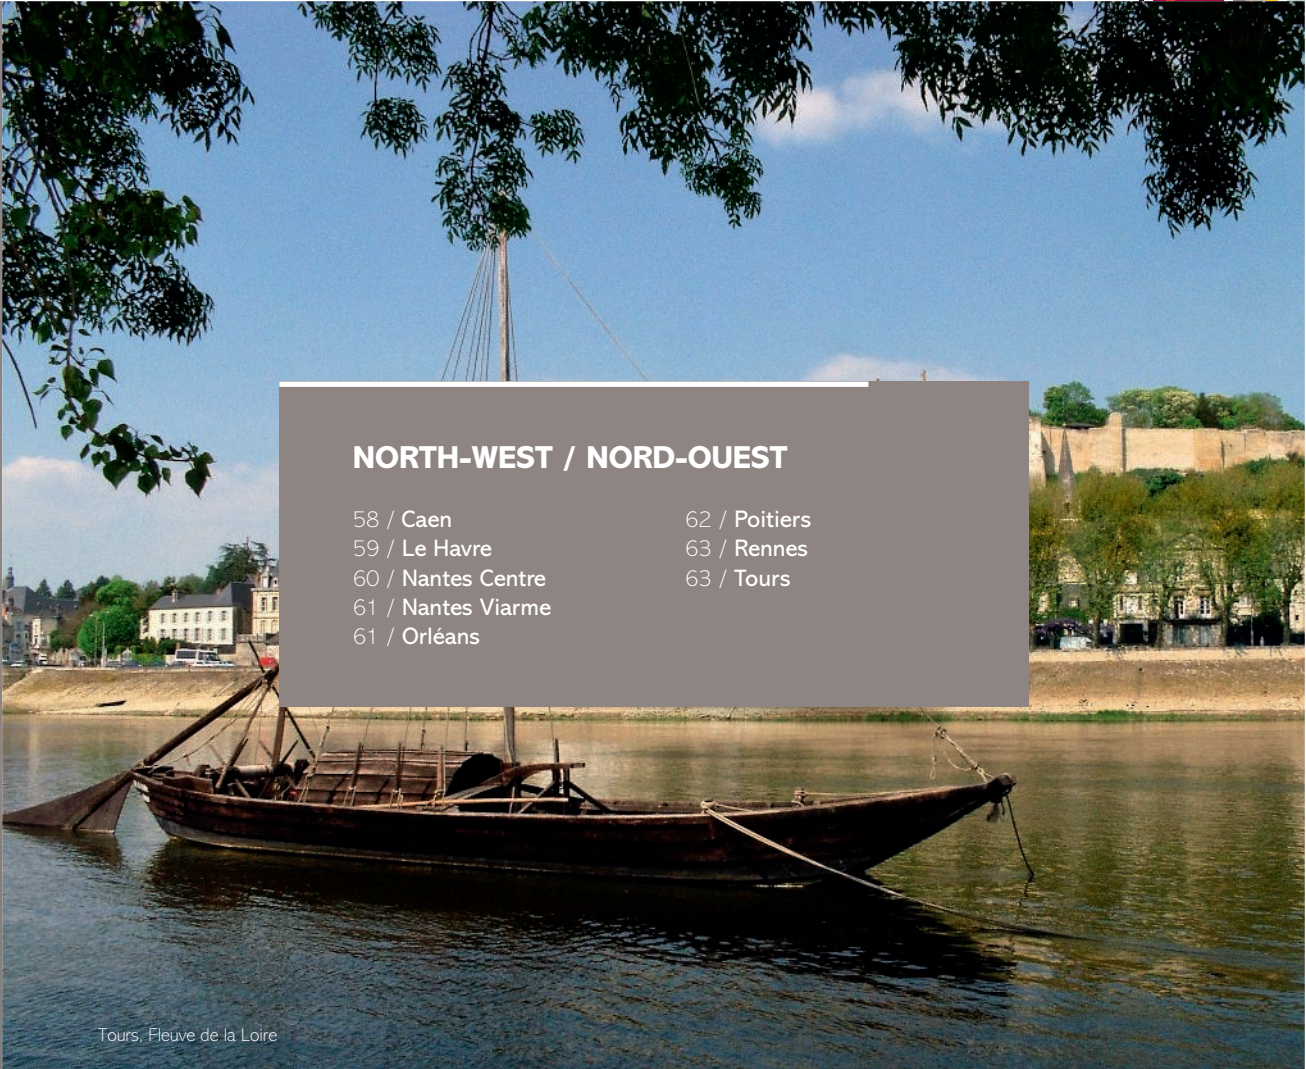 NORTH-WEST / NORD-OUEST
58 / Caen
59 / Le Havre
60 / Nantes Centre
61 / Nantes Viarme
61 / Orléans
62 / Poitiers
63 / Rennes
63 / Tours
Tours. Fleuve de la Loire